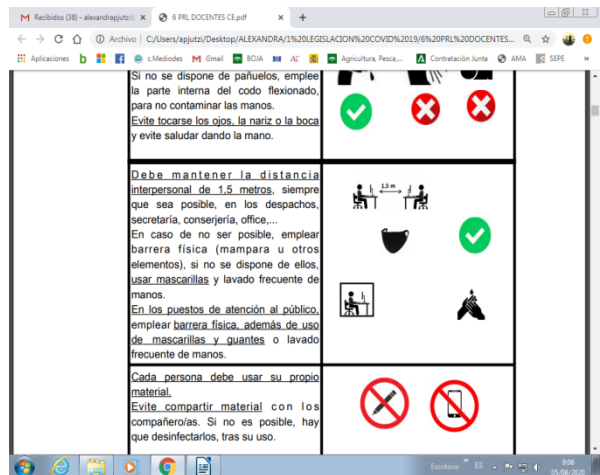 Recibidos (38) - alexandrapjutzi
6 PRL DOCENTES CE.pdf
Archivo | C:/Users/apjutzi/Desktop/ALEXANDRA/1%20LEGISLACION%20COVID%2019/6%20PRL%20DOCENTES...
Aplicaciones c.Mediodes Gmail BOJA AC Agricultura, Pesca,... Contratación Junta AMA SEPE »
Si no se dispone de pañuelos, emplee
la parte interna del codo flexionado,
para no contaminar las manos.
Evite tocarse los ojos, la nariz o la boca
y evite saludar dando la mano.
Debe mantener la distancia
interpersonal de 1,5 metros, siempre
que sea posible, en los despachos,
secretaría, conserjería, office,...
En caso de no ser posible, emplear
barrera física (mampara u otros
elementos), si no se dispone de ellos,
usar mascarillas y lavado frecuente de
manos.
En los puestos de atención al público,
emplear barrera física, además de uso
de mascarillas y guantes o lavado
frecuente de manos.
1,5 m
Cada persona debe usar su propio
material.
Evite compartir material con los
compañero/as. Si no es posible, hay
que desinfectarlos, tras su uso.
Escritorio » ES 9:06
05/08/2020